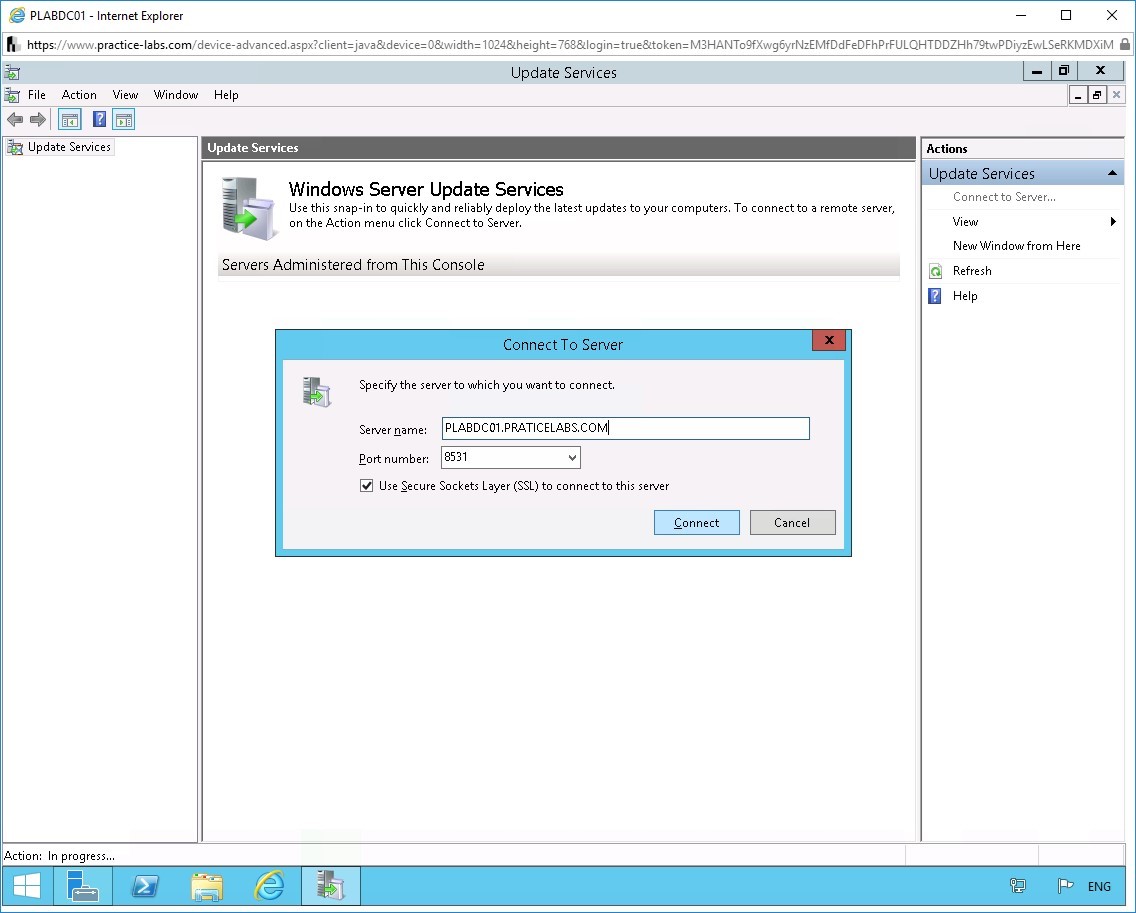 PLABDC01 - Internet Explorer
https://www.practice-labs.com/device-advanced.aspx?client=java&device=0&width=1024&height=768&login=true&token=M3HANTo9fXwg6yrNzEMfDdFeDFhPrFULQHTDDZHh79twPDiyzEwLSeRKMDXiM
Update Services
File Action View Window Help
Update Services
Update Services
Windows Server Update Services
Use this snap-in to quickly and reliably deploy the latest updates to your computers. To connect to a remote server,
on the Action menu click Connect to Server.
Servers Administered from This Console
Actions
Update Services
Connect to Server...
View
New Window from Here
Refresh
Help
Connect To Server
Specify the server to which you want to connect.
Server name: PLABDC01.PRATICELABS.COM
Port number: 8531
Use Secure Sockets Layer (SSL) to connect to this server
Connect Cancel
Action: In progress...
ENG